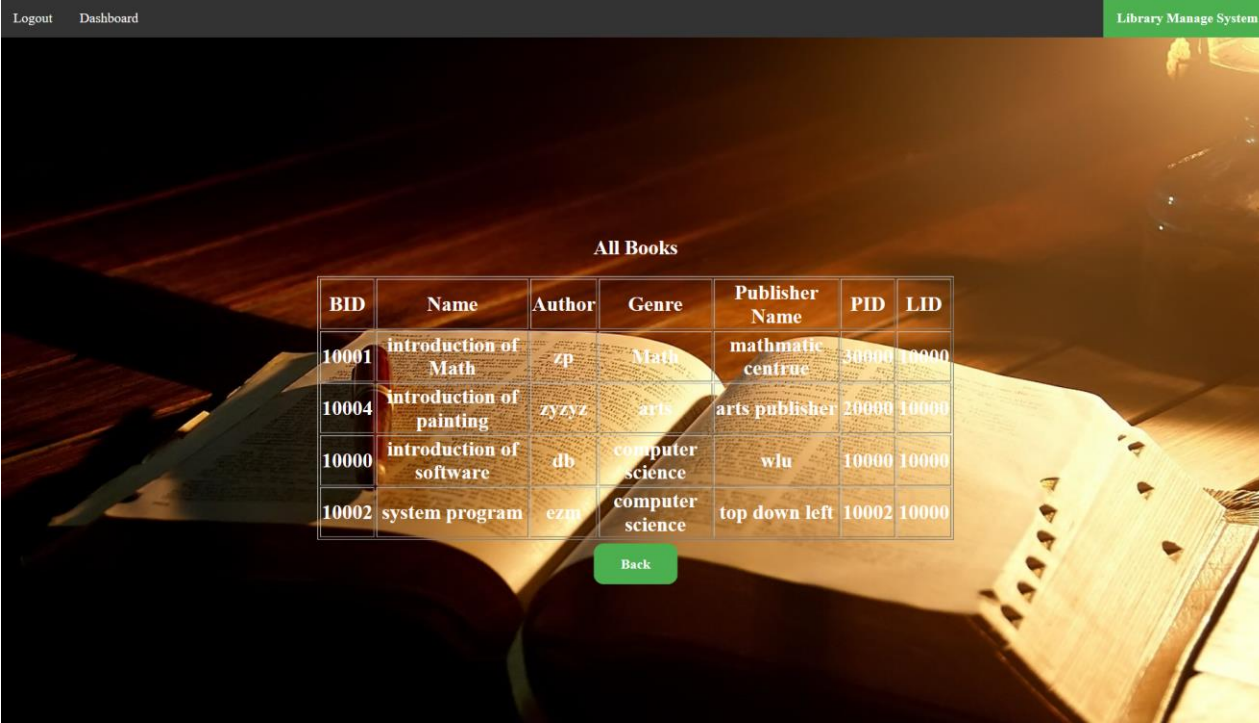 Logout Dashboard Library Manage System
All Books
BID Name Author Genre Publisher Name PID LID
10001 introduction of Math zp Math mathmatic centrue 30000 10000
10004 introduction of painting zyzyz arts arts publisher 20000 10000
10000 introduction of software db computer science wlu 10000 10000
10002 system program ezm computer science top down left 10002 10000
Back